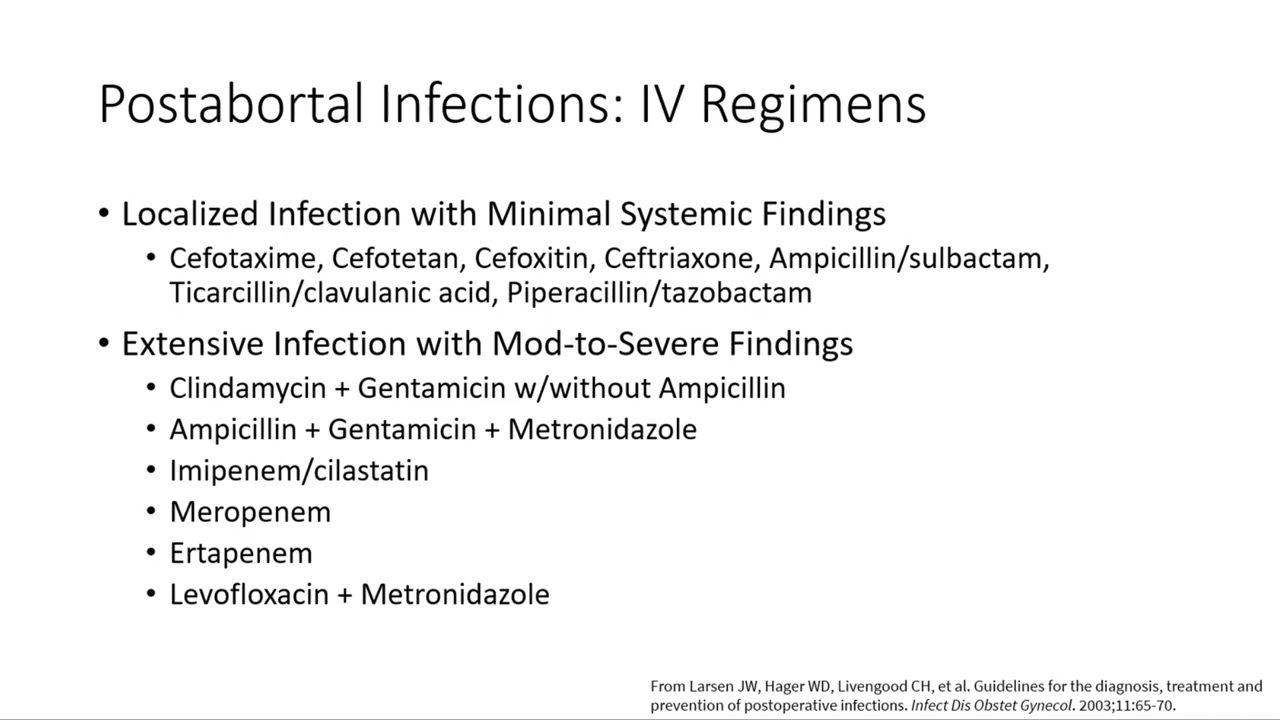 Postabortal Infections: IV Regimens
• Localized Infection with Minimal Systemic Findings
• Cefotaxime, Cefotetan, Cefoxitin, Ceftriaxone, Ampicillin/sulbactam,
Ticarcillin/clavulanic acid, Piperacillin/tazobactam
• Extensive Infection with Mod-to-Severe Findings
• Clindamycin + Gentamicin w/without Ampicillin
• Ampicillin + Gentamicin + Metronidazole
• Imipenem/cilastatin
• Meropenem
• Ertapenem
• Levofloxacin + Metronidazole
From Larsen JW, Hager WD, Livengood CH, et al. Guidelines for the diagnosis, treatment and
prevention of postoperative infections. Infect Dis Obstet Gynecol. 2003;11:65-70.